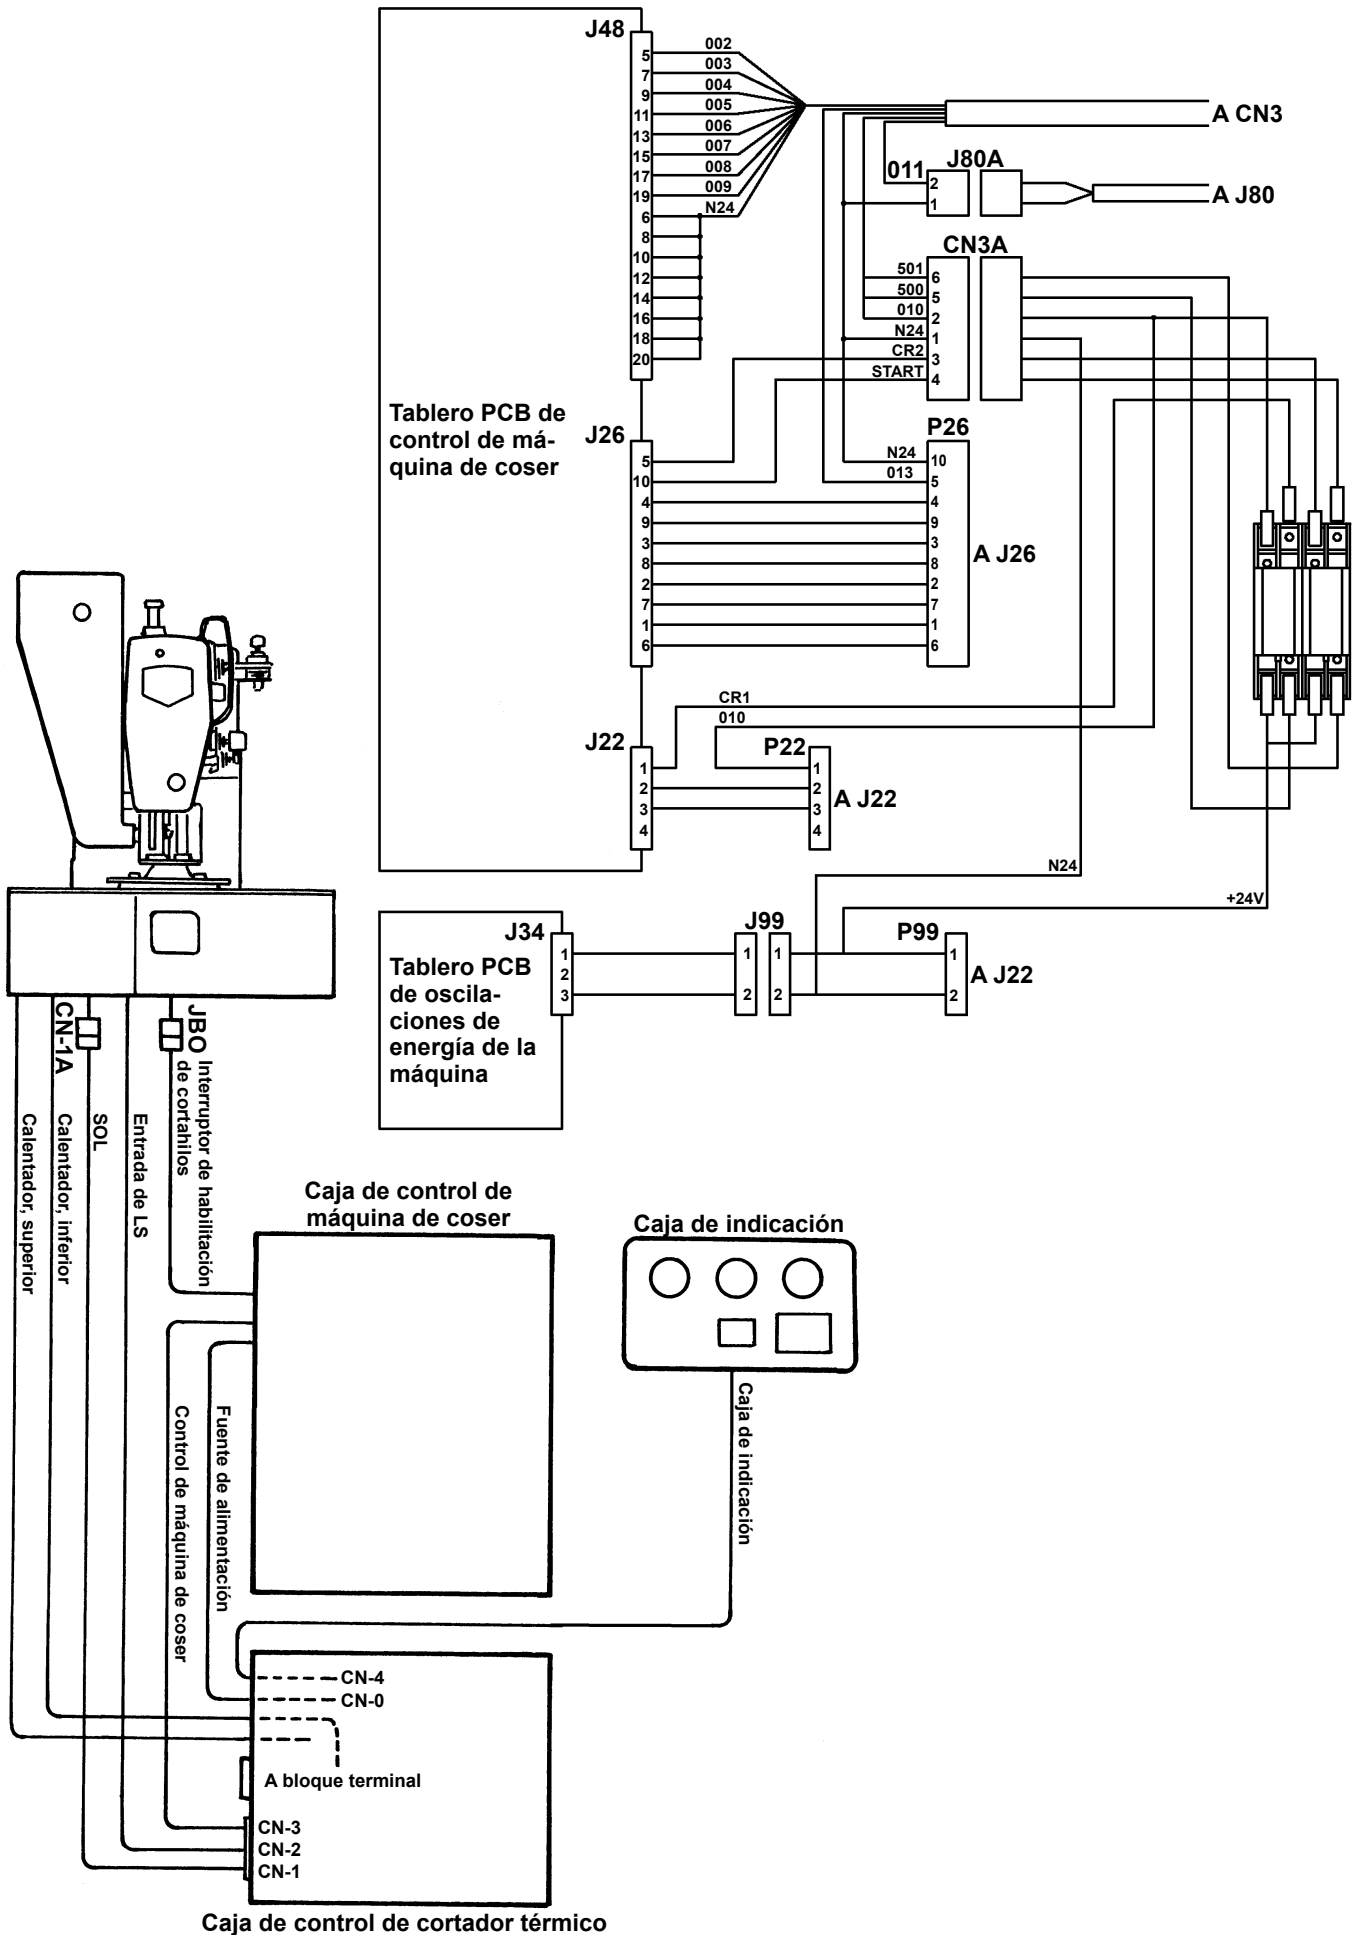 J48
5
002
7
003
9
004
11
005
13
006
15
007
17
008
19
009
6
N24
8
10
12
14
16
18
20
A CN3
J80A
011
2
1
A J80
CN3A
501
6
500
5
010
2
N24
1
CR2
3
START
4
Tablero PCB de
control de má-
quina de coser
J26
5
10
4
9
3
8
2
7
1
6
P26
N24
10
013
5
4
9
3
8
2
7
1
6
A J26
CR1
010
J22
1
2
3
4
P22
1
2
3
4
A J22
N24
+24V
J34
1
2
3
Tablero PCB
de oscila-
ciones de
energía de la
máquina
J99
1
2
1
2
P99
1
2
A J22
CN-1A
JBO
Interruptor de habilitación
de cortahilos
Entrada de LS
SOL
Calentador, inferior
Calentador, superior
Caja de control de
máquina de coser
Caja de indicación
Caja de indicación
Fuente de alimentación
Control de máquina de coser
CN-4
CN-0
A bloque terminal
CN-3
CN-2
CN-1
Caja de control de cortador térmico